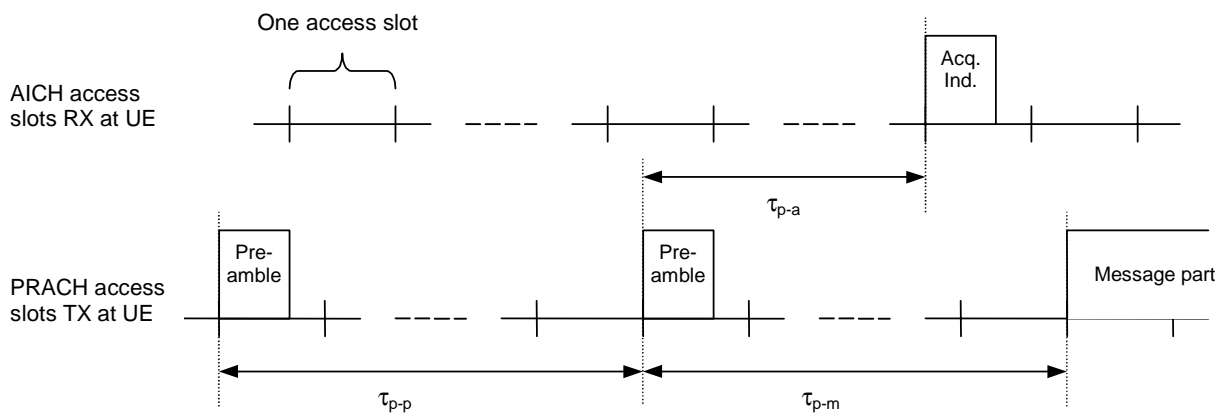 One access slot
AICH access
slots RX at UE
Acq.
Ind.
τp-a
Pre-
amble
Pre-
amble
Message part
PRACH access
slots TX at UE
τp-p
τp-m